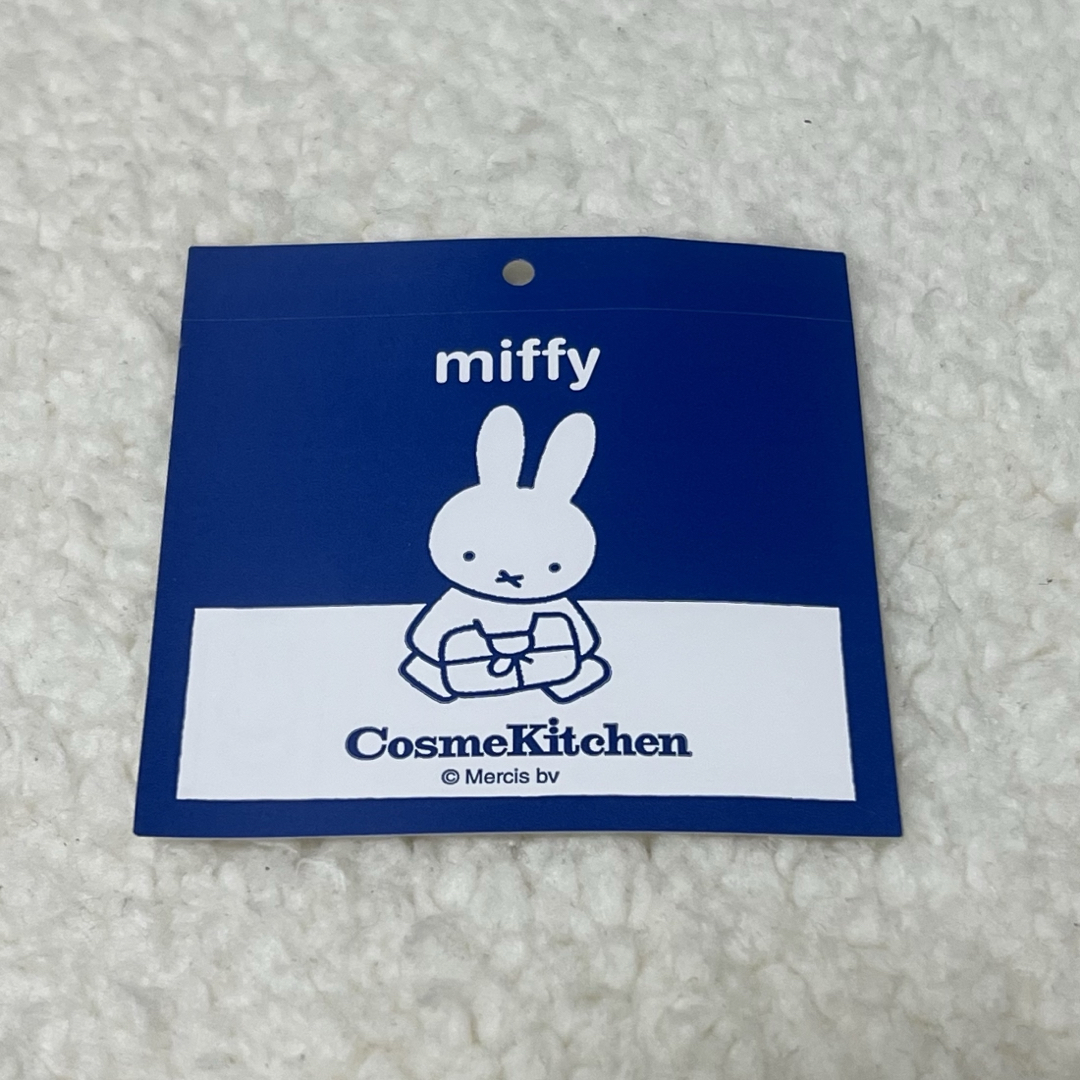 miffy
CosmeKitchen
© Mercis bv